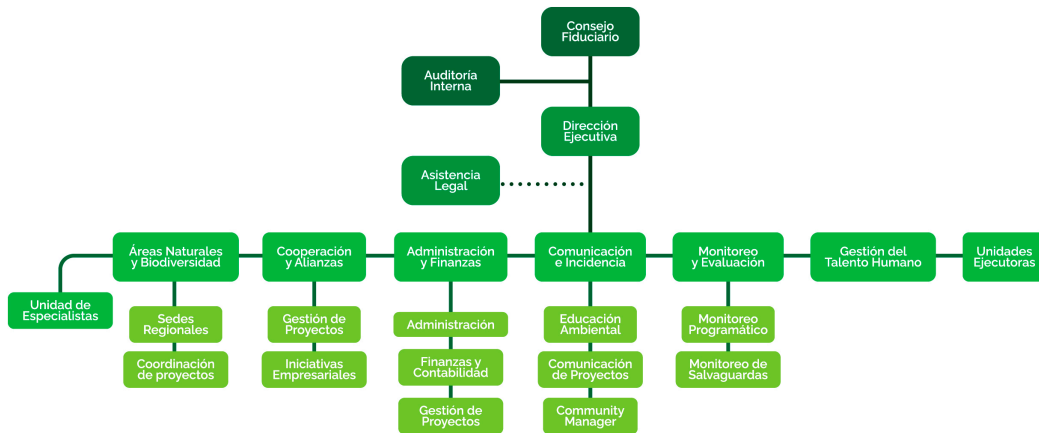 Consejo
Fiduciario
Auditoría
Interna
Dirección
Ejecutiva
Asistencia
Legal
Áreas Naturales
y Biodiversidad
Cooperación
y Alianzas
Administración
y Finanzas
Comunicación
e Incidencia
Monitoreo
y Evaluación
Gestión del
Talento Humano
Unidades
Ejecutoras
Unidad de
Especialistas
Sedes
Regionales
Coordinación
de proyectos
Gestión de
Proyectos
Iniciativas
Empresariales
Administración
Finanzas y
Contabilidad
Gestión de
Proyectos
Educación
Ambiental
Comunicación
de Proyectos
Community
Manager
Monitoreo
Programático
Monitoreo de
Salvaguardas